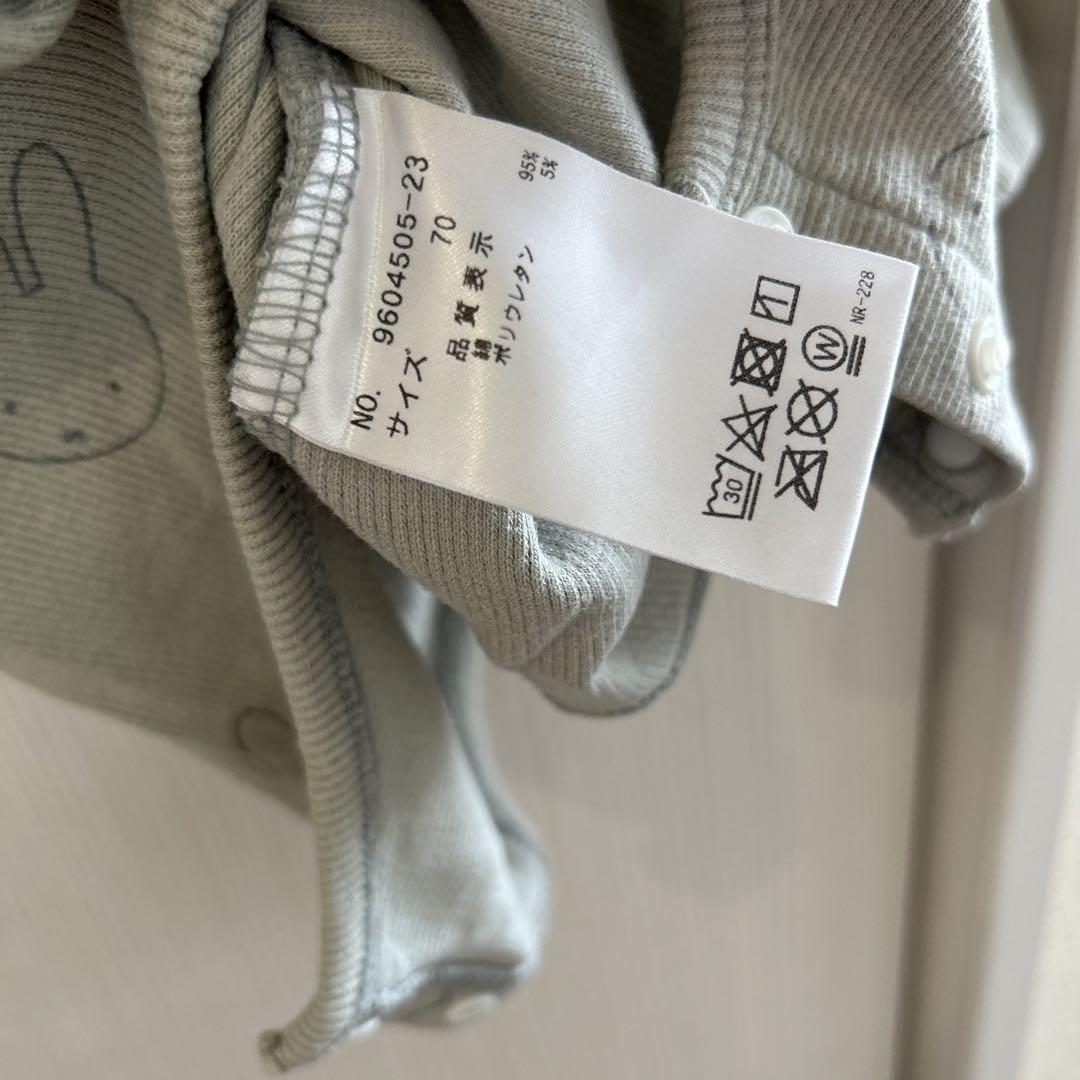 NO. 9604505-23
サイズ 70
品質表示
綿 95%
ポリウレタン 5%
30
W
NR-228